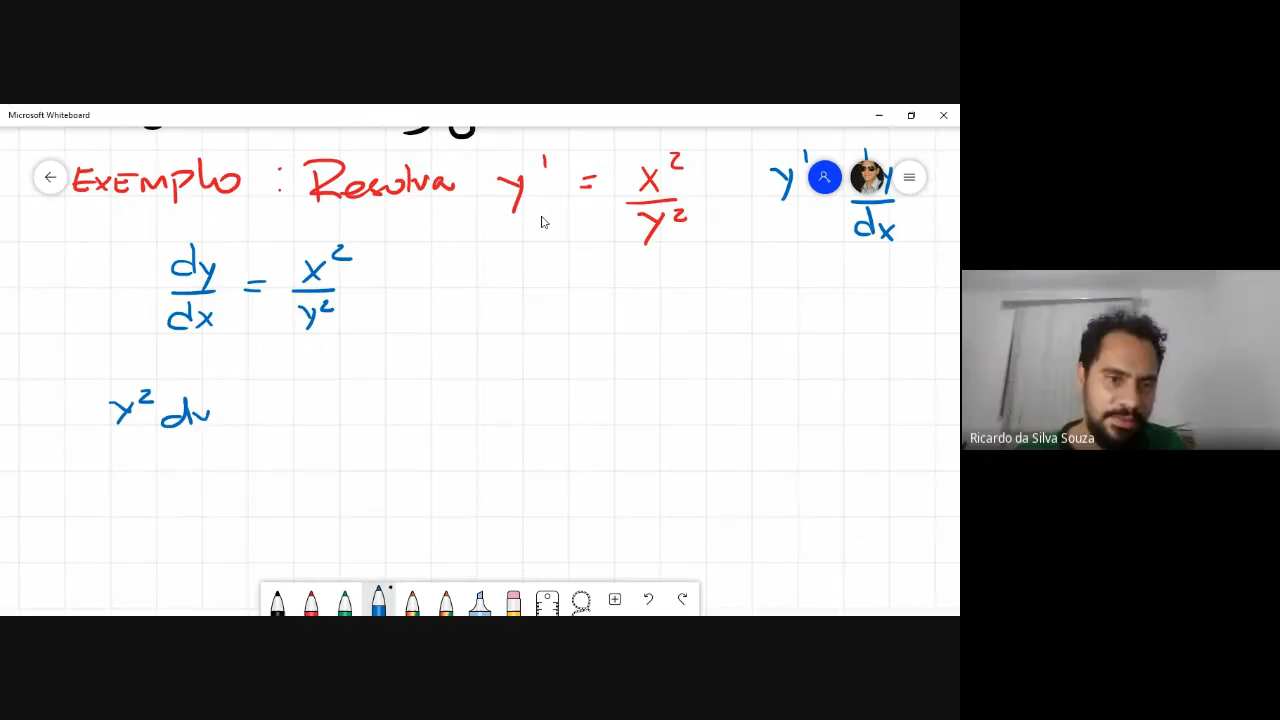 Microsoft Whiteboard
Exemplo : Resolva y' = x²/y²
y' dy/dx
dy/dx = x²/y²
y² dy
Ricardo da Silva Souza